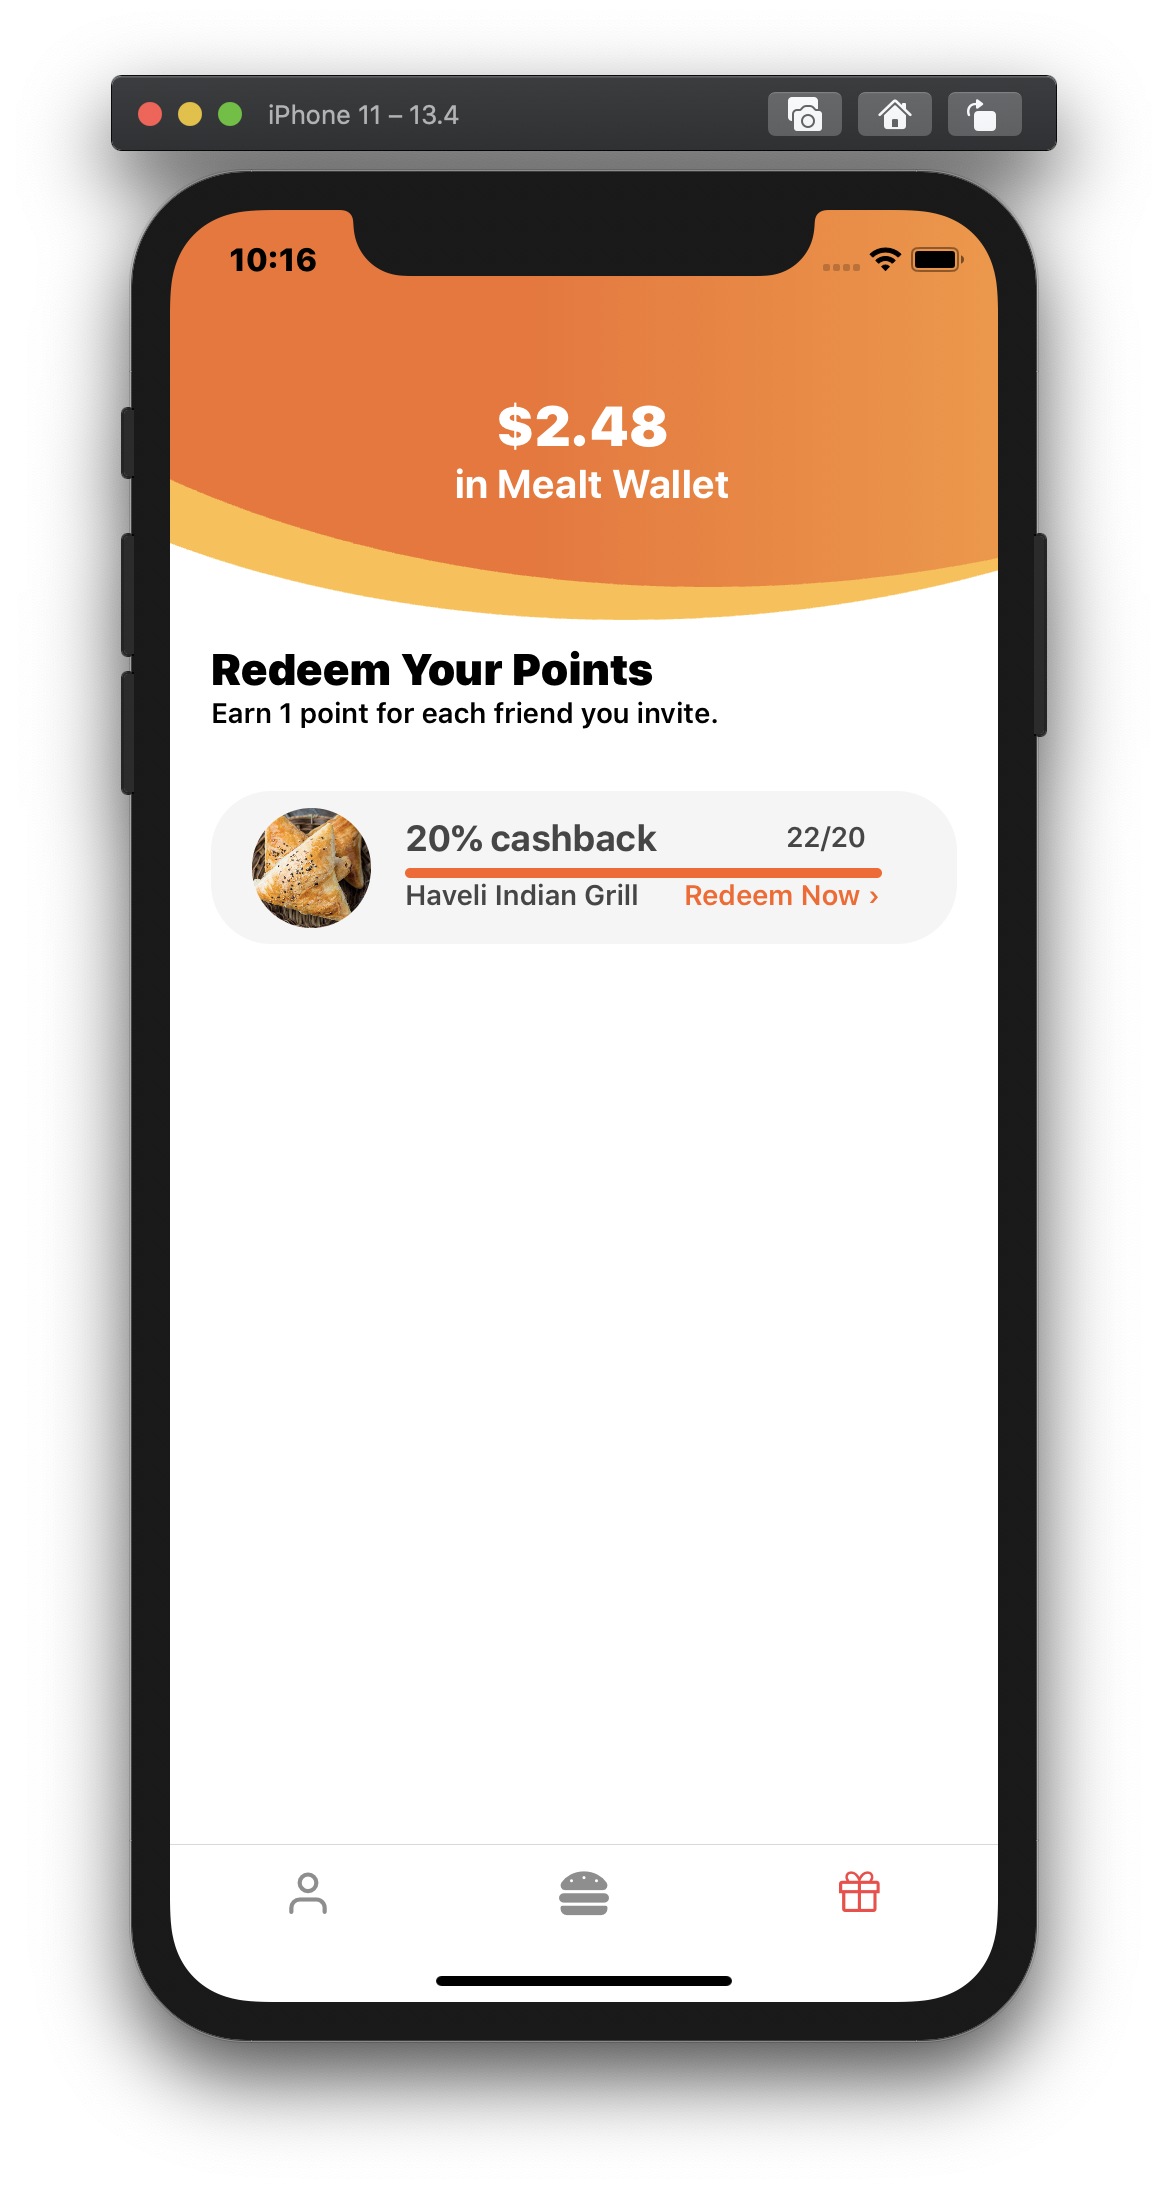 iPhone 11 – 13.4
10:16
$2.48
in Mealt Wallet
Redeem Your Points
Earn 1 point for each friend you invite.
20% cashback 22/20
Haveli Indian Grill Redeem Now ›